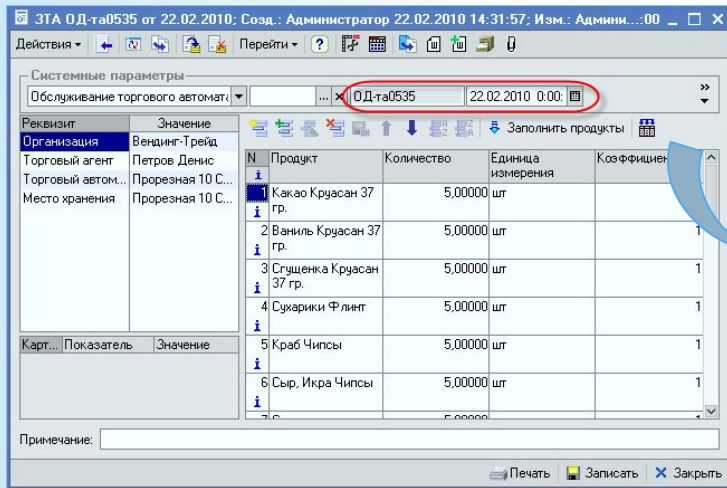 ЗТА ОД-та0535 от 22.02.2010; Созд.: Администратор 22.02.2010 14:31:57; Изм.: Админи...:00
Действия Перейти
Системные параметры
Обслуживание торгового автомата ... ОД-та0535 22.02.2010 0:00:
Реквизит Значение
Организация Вендинг-Трейд
Торговый агент Петров Денис
Торговый автом... Прорезная 10 С...
Место хранения Прорезная 10 С...
Заполнить продукты
N Продукт Количество Единица измерения Коэффициен
1 Какао Круасан 37 гр. 5,00000 шт
2 Ваниль Круасан 37 гр. 5,00000 шт 1
3 Сгущенка Круасан 37 гр. 5,00000 шт 1
4 Сухарики Флинт 5,00000 шт 1
5 Краб Чипсы 5,00000 шт 1
6 Сыр, Икра Чипсы 5,00000 шт 1
Карт... Показатель Значение
Примечание:
Печать Записать Закрыть